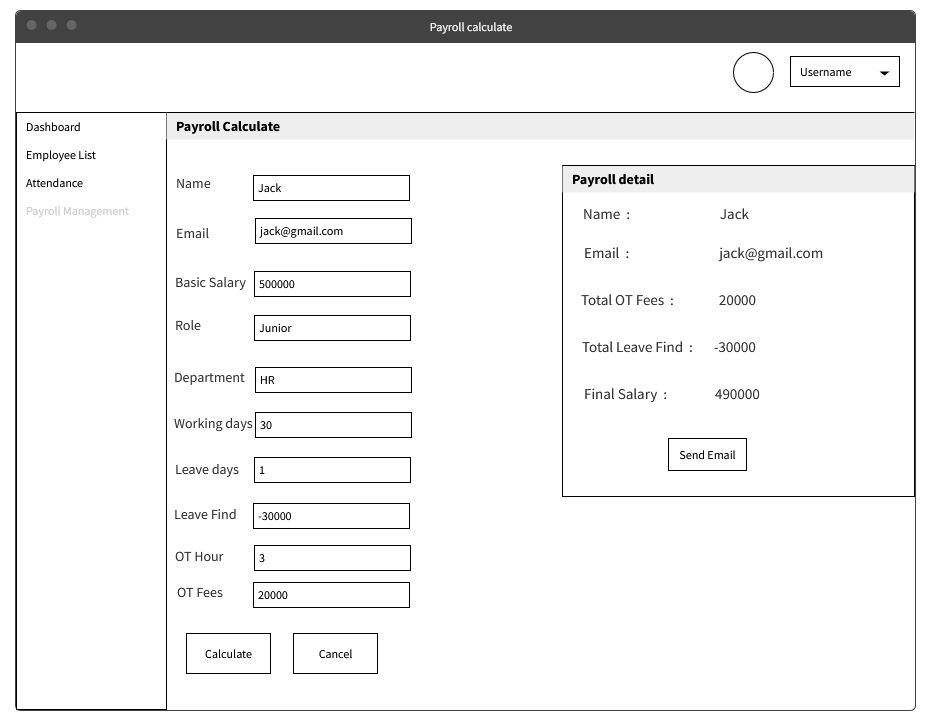 Payroll calculate
Username
Dashboard
Employee List
Attendance
Payroll Management
Payroll Calculate
Name Jack
Email jack@gmail.com
Basic Salary 500000
Role Junior
Department HR
Working days 30
Leave days 1
Leave Find -30000
OT Hour 3
OT Fees 20000
Calculate Cancel
Payroll detail
Name : Jack
Email : jack@gmail.com
Total OT Fees : 20000
Total Leave Find : -30000
Final Salary : 490000
Send Email